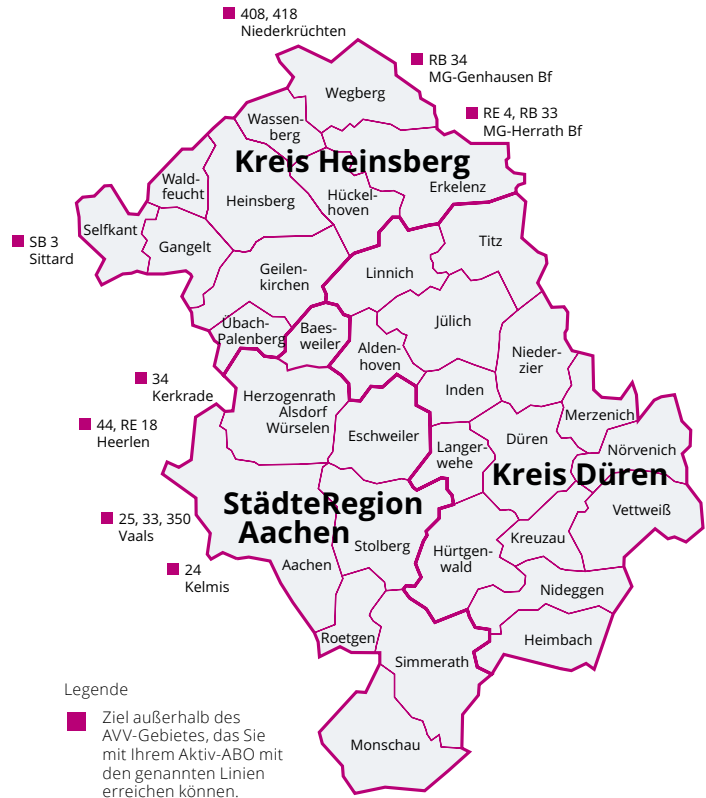 408, 418
Niederkrüchten
RB 34
MG-Genhausen Bf
Wegberg
RE 4, RB 33
MG-Herrath Bf
Wassen-
berg
Kreis Heinsberg
Wald-
feucht
Heinsberg
Hückel-
hoven
Erkelenz
Selfkant
SB 3
Sittard
Gangelt
Titz
Geilen-
kirchen
Linnich
Übach-
Palenberg
Baes-
weiler
Jülich
Alden-
hoven
Nieder-
zier
34
Kerkrade
Herzogenrath
Alsdorf
Würselen
Inden
Merzenich
44, RE 18
Heerlen
Eschweiler
Langer-
wehe
Düren
Nörvenich
Kreis Düren
StädteRegion
Aachen
Vettweiß
25, 33, 350
Vaals
Stolberg
Hürtgen-
wald
Kreuzau
24
Kelmis
Aachen
Nideggen
Roetgen
Heimbach
Simmerath
Monschau
Legende
Ziel außerhalb des
AVV-Gebietes, das Sie
mit Ihrem Aktiv-ABO mit
den genannten Linien
erreichen können.